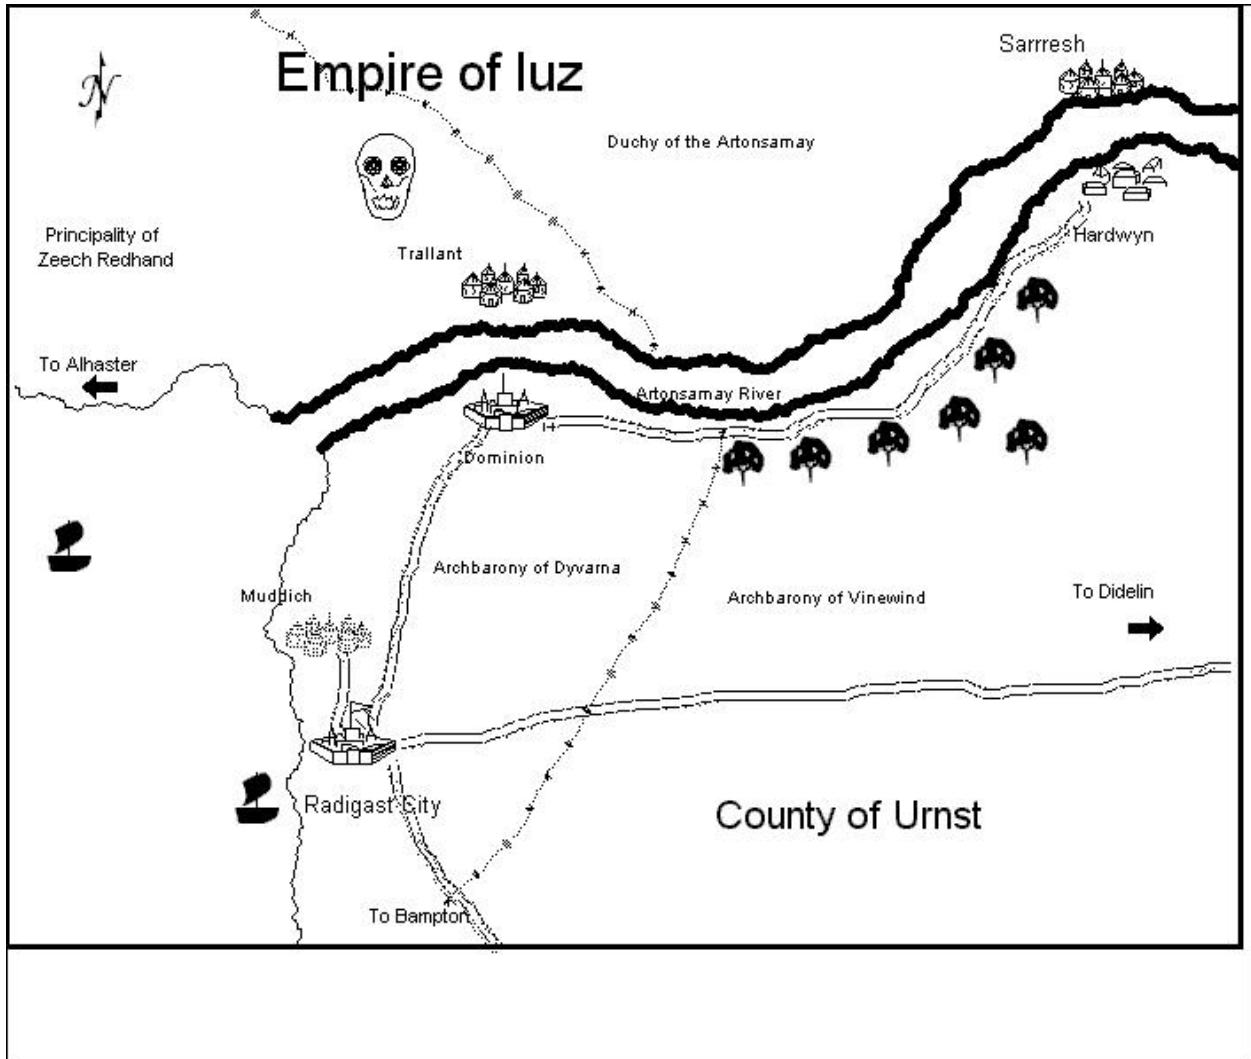 Sarrresh
N
Empire of Iuz
Duchy of the Artonsamay
Principality of
Zeech Redhand
Trallant
Hardwyn
To Alhaster
Artonsamay River
Dominion
Archbarony of Dyvarna
Muddich
Archbarony of Vinewind
To Didelin
Radigast City
County of Urnst
To Bampton